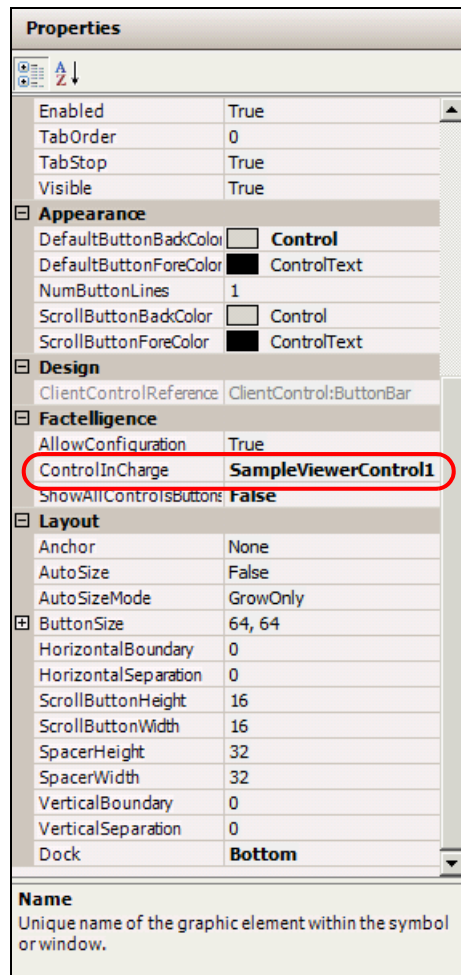 Properties
A
Z
Enabled True
TabOrder 0
TabStop True
Visible True
Appearance
DefaultButtonBackColor Control
DefaultButtonForeColor ControlText
NumButtonLines 1
ScrollButtonBackColor Control
ScrollButtonForeColor ControlText
Design
ClientControlReference ClientControl:ButtonBar
Factelligence
AllowConfiguration True
ControlInCharge SampleViewerControl1
ShowAllControlsButtons False
Layout
Anchor None
AutoSize False
AutoSizeMode GrowOnly
ButtonSize 64, 64
HorizontalBoundary 0
HorizontalSeparation 0
ScrollButtonHeight 16
ScrollButtonWidth 16
SpacerHeight 32
SpacerWidth 32
VerticalBoundary 0
VerticalSeparation 0
Dock Bottom
Name
Unique name of the graphic element within the symbol
or window.